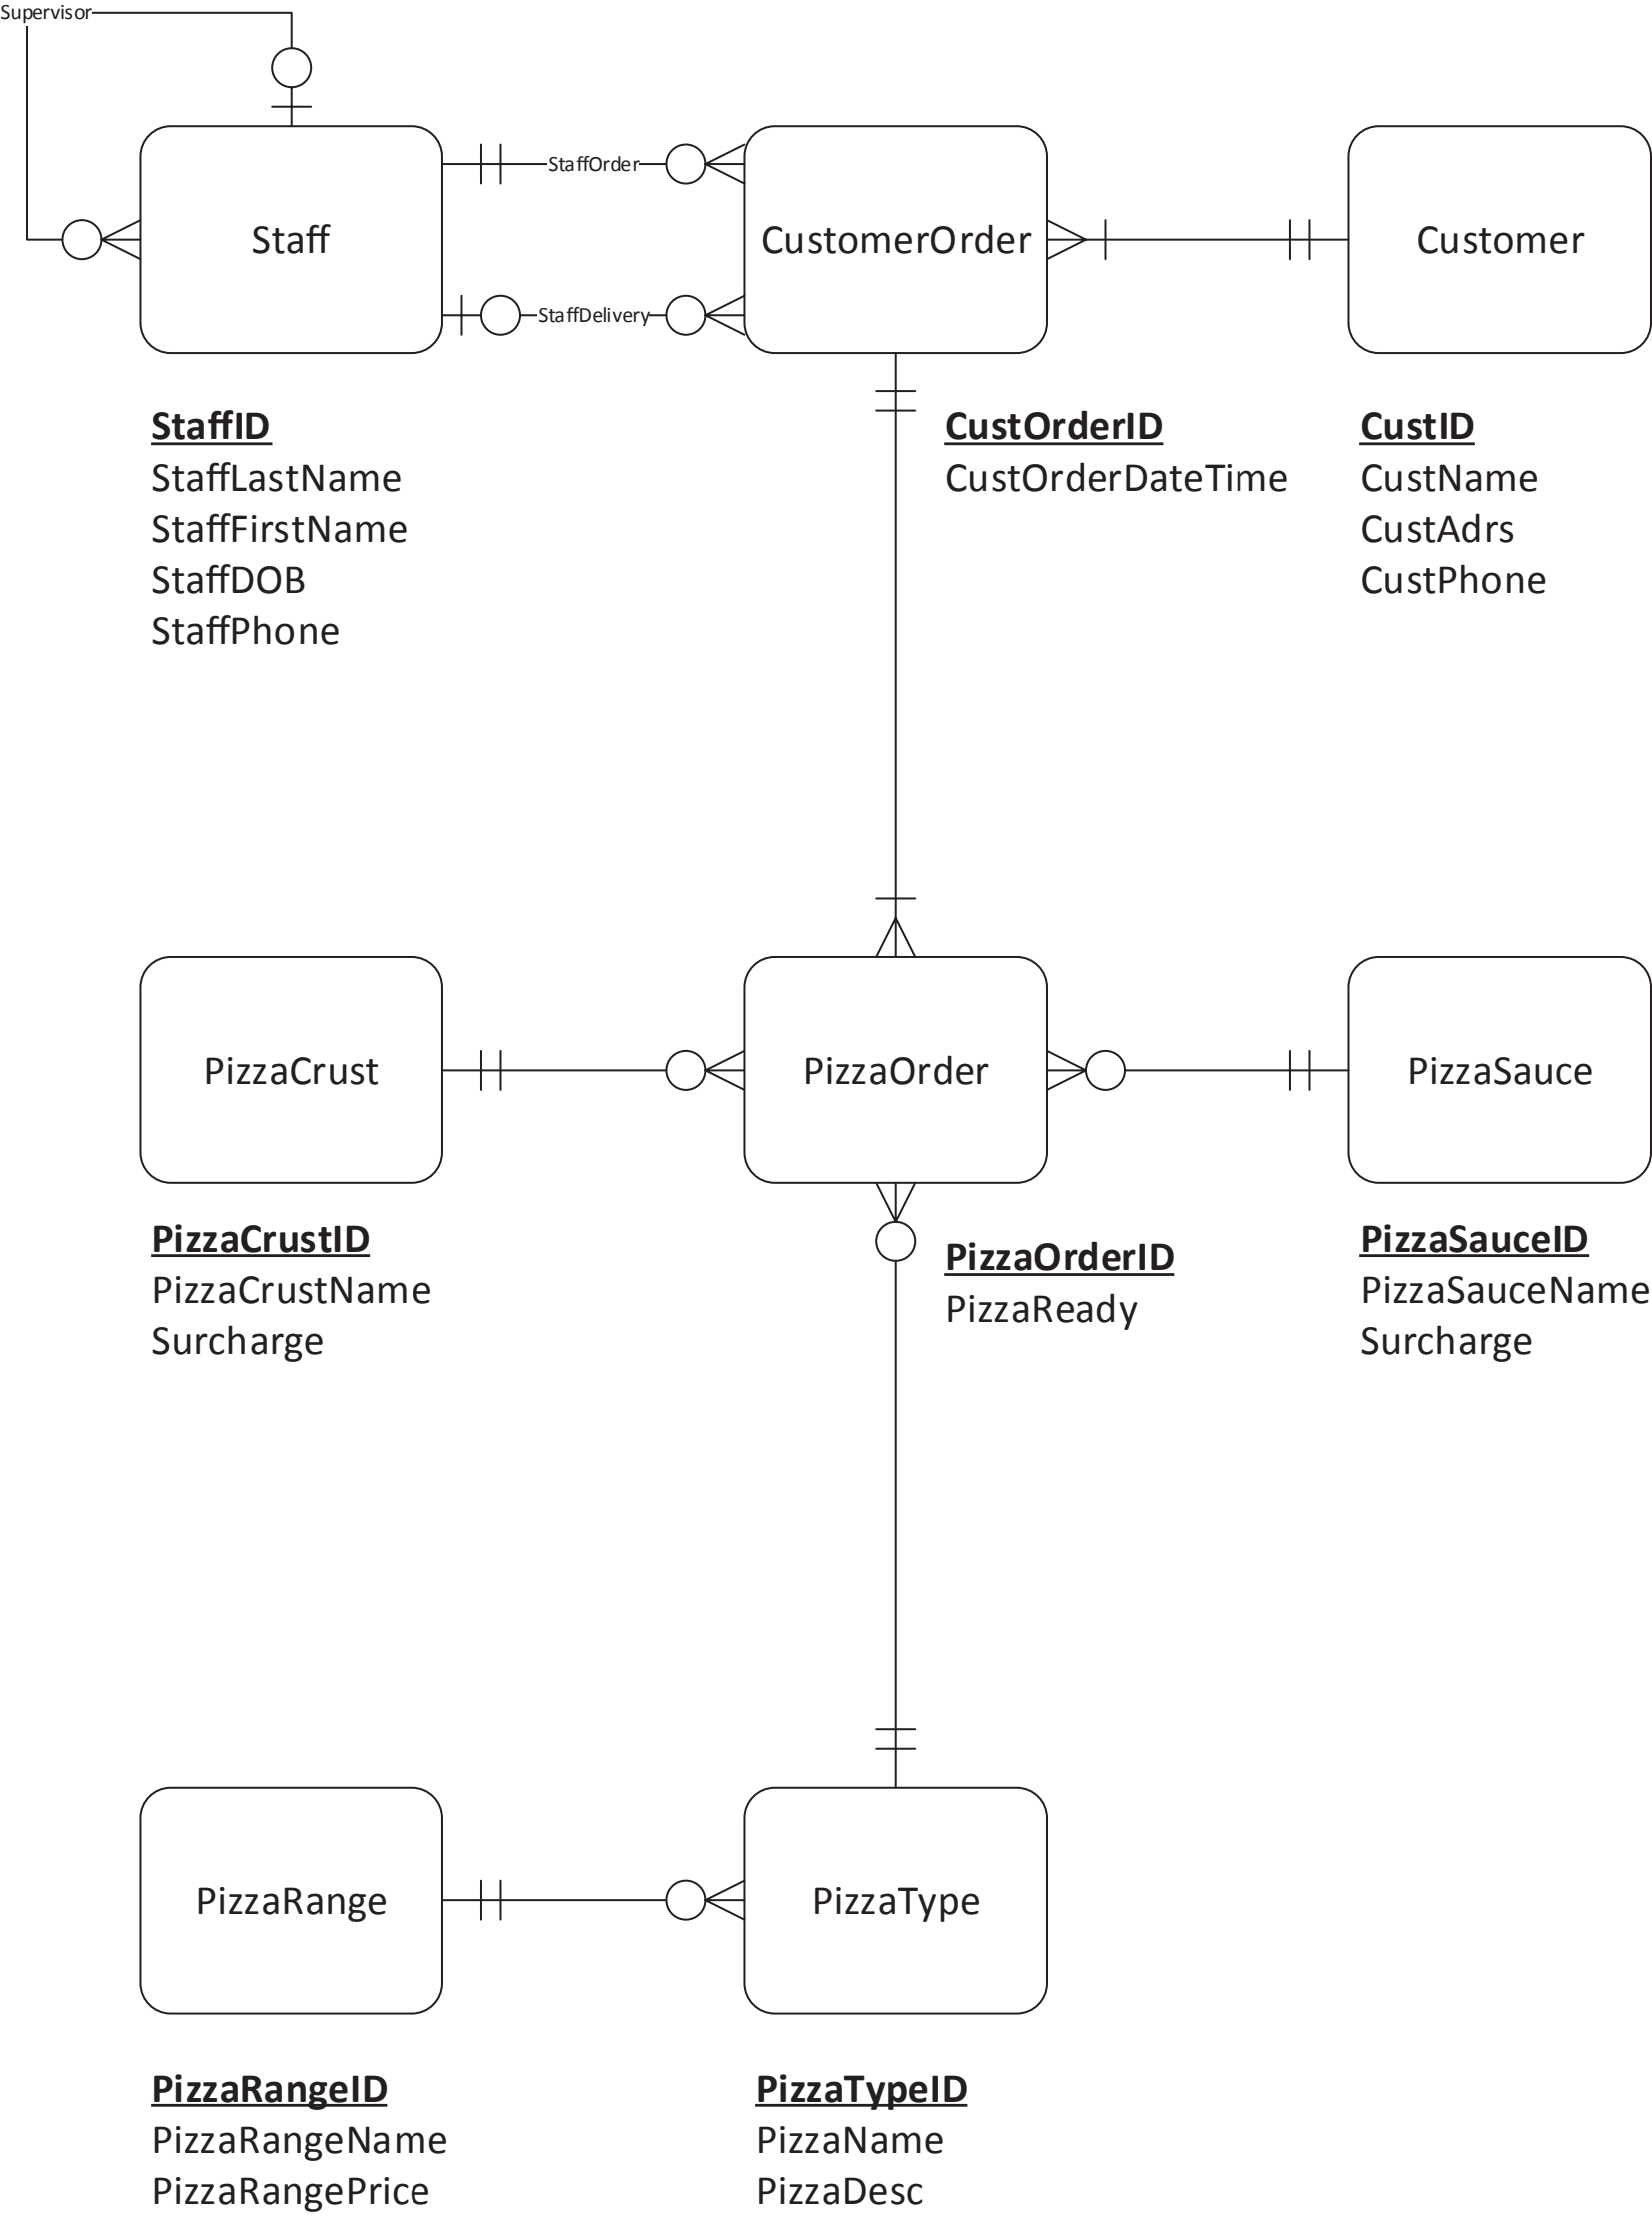 Supervisor
StaffOrder
Staff
CustomerOrder
Customer
StaffDelivery
StaffID
StaffLastName
StaffFirstName
StaffDOB
StaffPhone
CustOrderID
CustOrderDateTime
CustID
CustName
CustAdrs
CustPhone
PizzaCrust
PizzaOrder
PizzaSauce
PizzaCrustID
PizzaCrustName
Surcharge
PizzaOrderID
PizzaReady
PizzaSauceID
PizzaSauceName
Surcharge
PizzaRange
PizzaType
PizzaRangeID
PizzaRangeName
PizzaRangePrice
PizzaTypeID
PizzaName
PizzaDesc